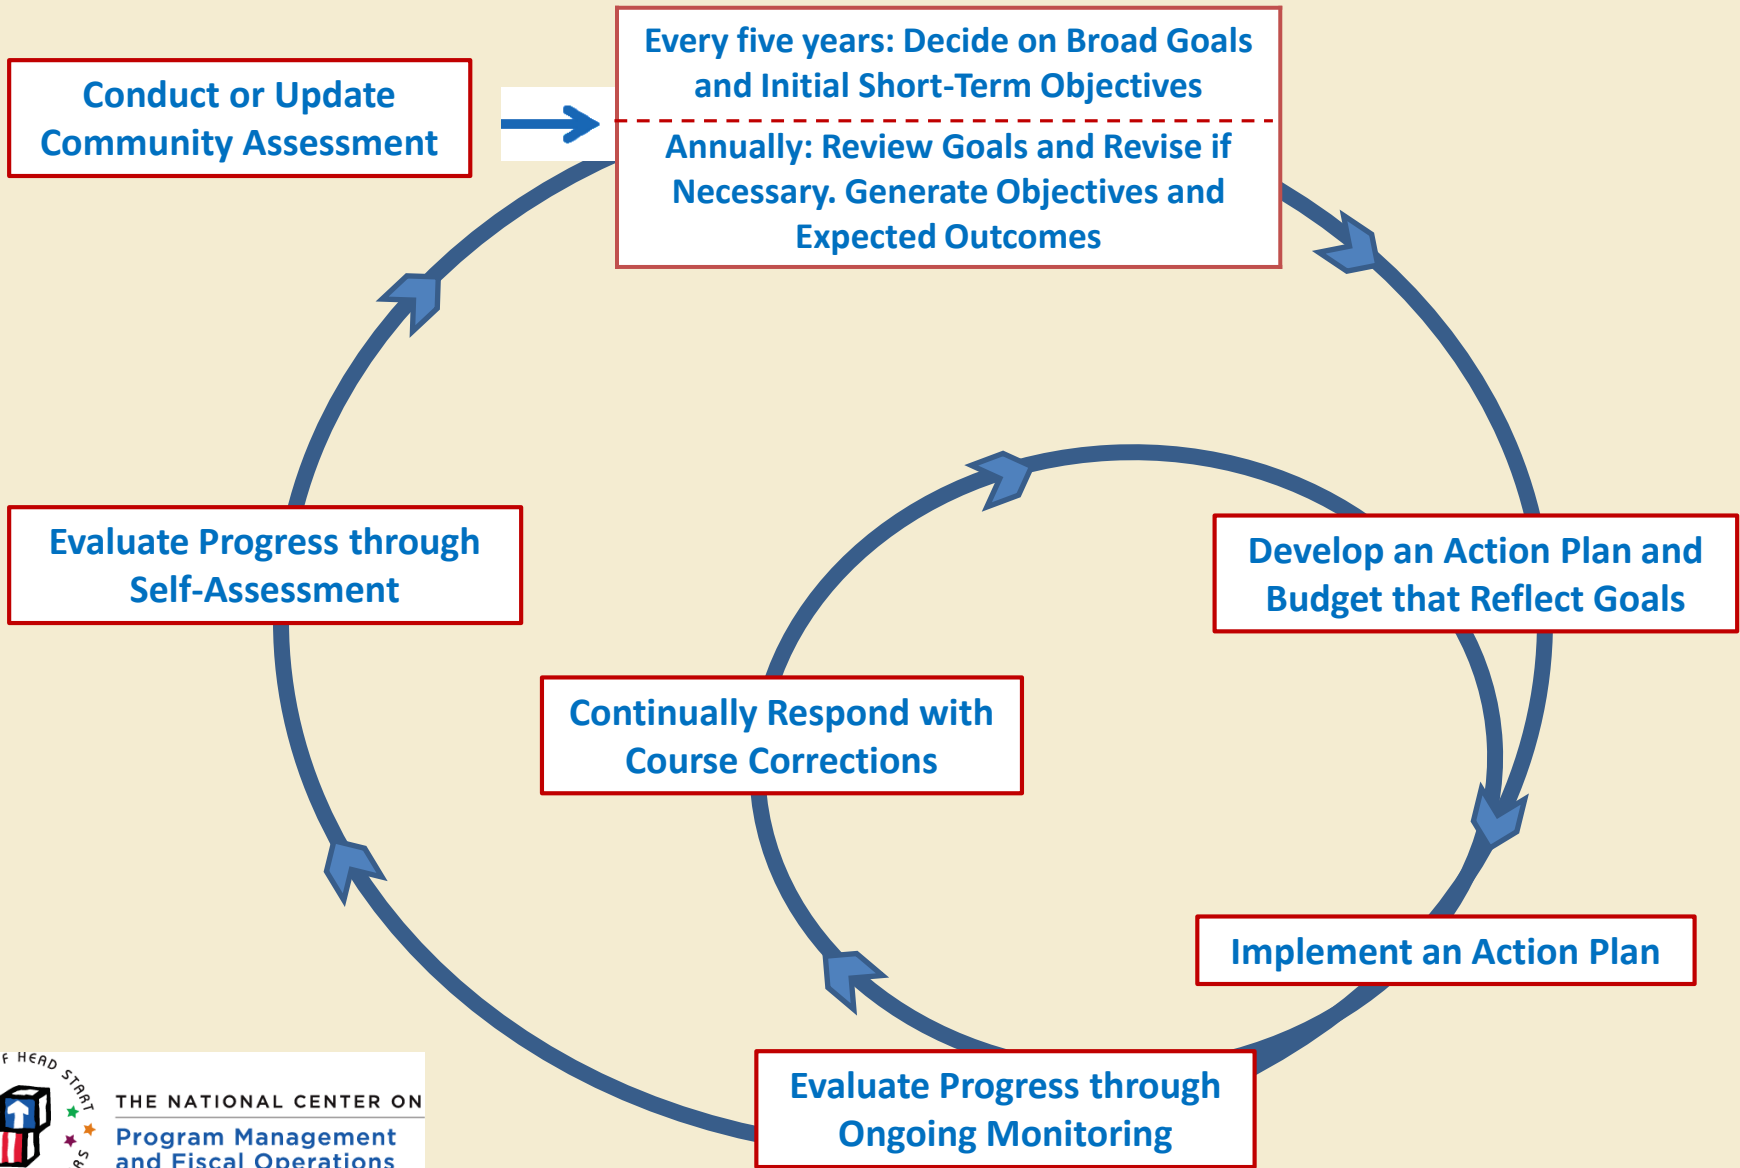 Conduct or Update
Community Assessment
Every five years: Decide on Broad Goals
and Initial Short-Term Objectives
Annually: Review Goals and Revise if
Necessary. Generate Objectives and
Expected Outcomes
Evaluate Progress through
Self-Assessment
Develop an Action Plan and
Budget that Reflect Goals
Continually Respond with
Course Corrections
Implement an Action Plan
Evaluate Progress through
Ongoing Monitoring
HEAD START
THE NATIONAL CENTER ON
Program Management
and Fiscal Operations